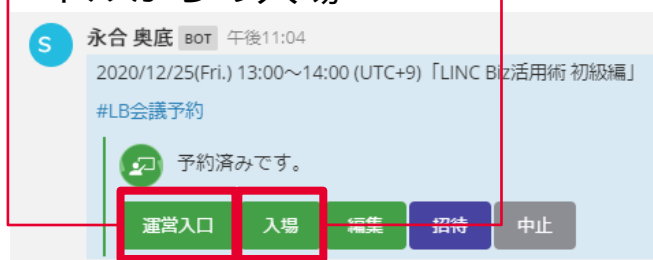 S 永合 奥底 BOT 午後11:04
2020/12/25(Fri.) 13:00～14:00 (UTC+9)「LINC Biz活用術 初級編」
#LB会議予約
予約済みです。
運営入口 入場 編集 招待 中止